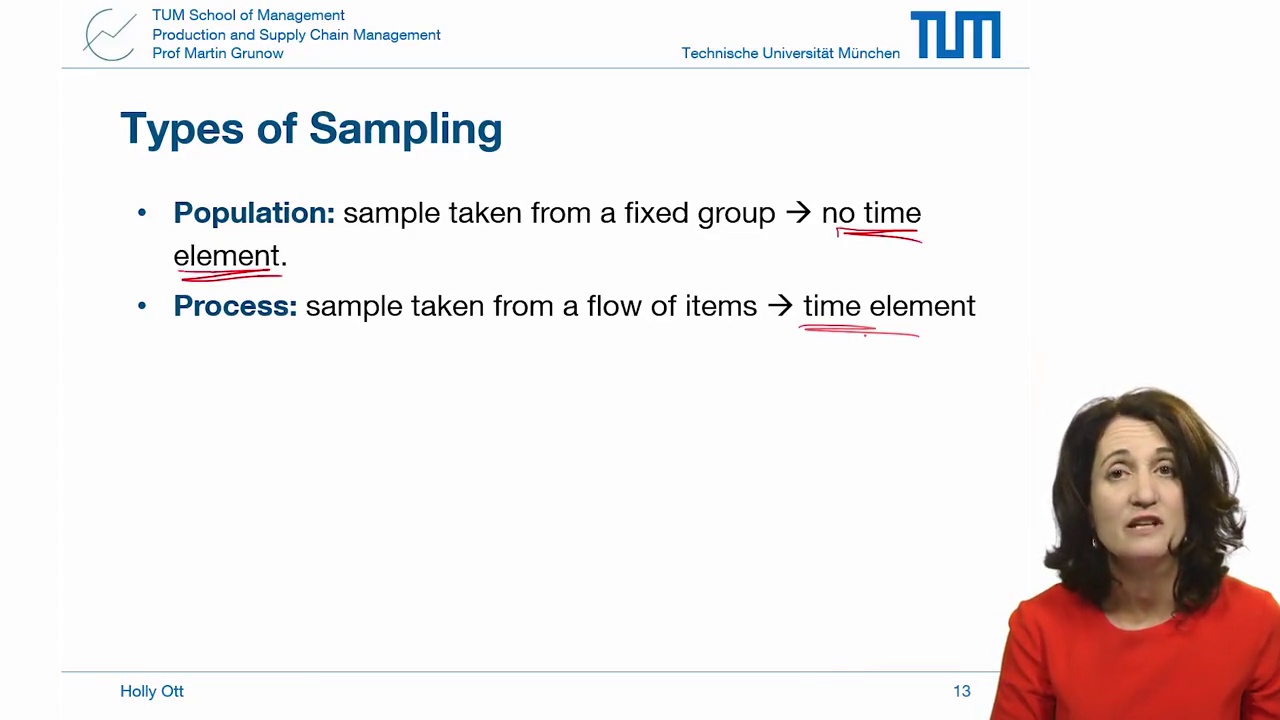 TUM School of Management
Production and Supply Chain Management
Prof Martin Grunow
Technische Universität München
TUM
Types of Sampling
• Population: sample taken from a fixed group → no time
element.
• Process: sample taken from a flow of items → time element
Holly Ott
13